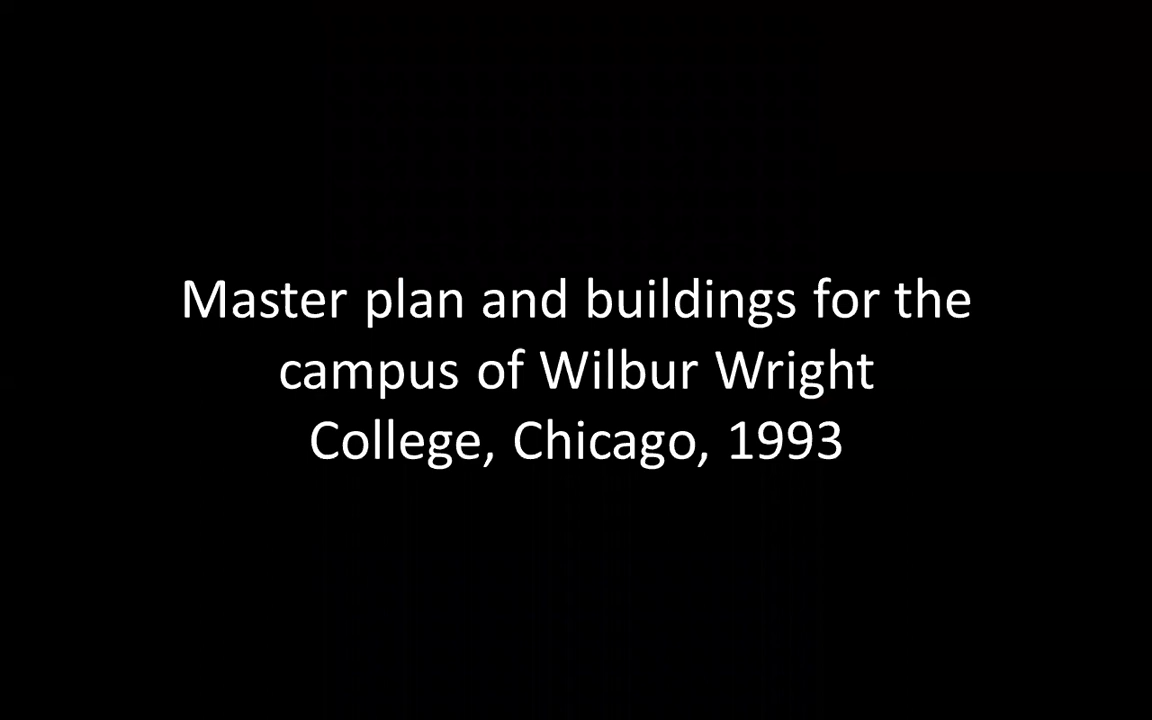 Master plan and buildings for the
campus of Wilbur Wright
College, Chicago, 1993